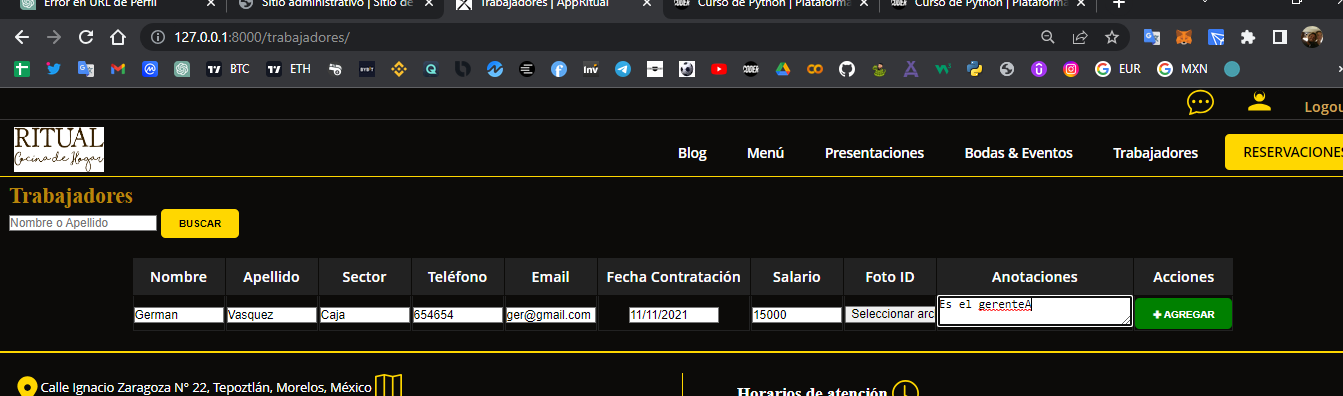 Error en URL de Perfil
Sitio administrativo | Sitio de
Trabajadores | AppRitual
Curso de Python | Plataforma
Curso de Python | Plataforma
127.0.0.1:8000/trabajadores/
BTC
ETH
EUR
MXN
Logou
RITUAL
Cocina de Hogar
Blog
Menú
Presentaciones
Bodas & Eventos
Trabajadores
RESERVACIONES
Trabajadores
Nombre o Apellido
BUSCAR
Nombre Apellido Sector Teléfono Email Fecha Contratación Salario Foto ID Anotaciones Acciones
German Vasquez Caja 654654 ger@gmail.com 11/11/2021 15000 Seleccionar arc Es el gerenteA + AGREGAR
Calle Ignacio Zaragoza N° 22, Tepoztlán, Morelos, México
Horarios de atención